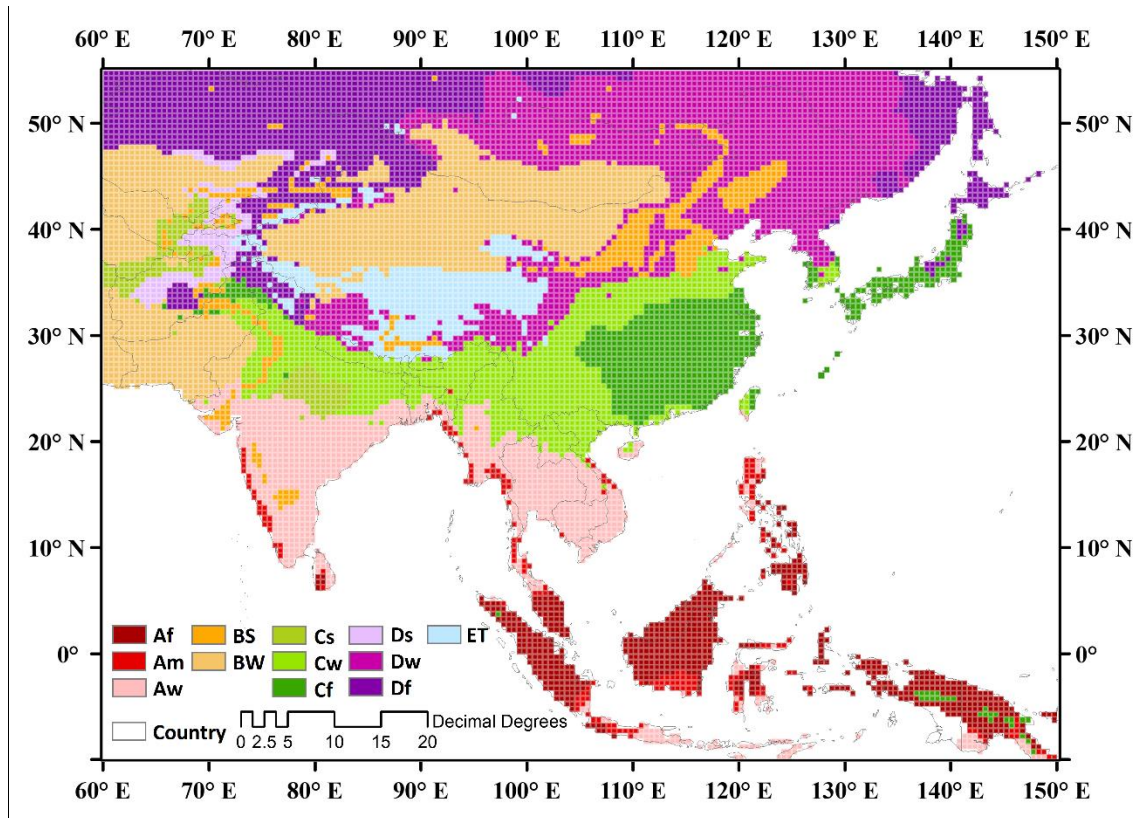 60° E 70° E 80° E 90° E 100° E 110° E 120° E 130° E 140° E 150° E
50° N 50° N
40° N 40° N
30° N 30° N
20° N 20° N
10° N 10° N
0° 0°
Af BS Cs Ds ET
Am BW Cw Dw
Aw Cf Df
Country Decimal Degrees
0 2.5 5 10 15 20
60° E 70° E 80° E 90° E 100° E 110° E 120° E 130° E 140° E 150° E